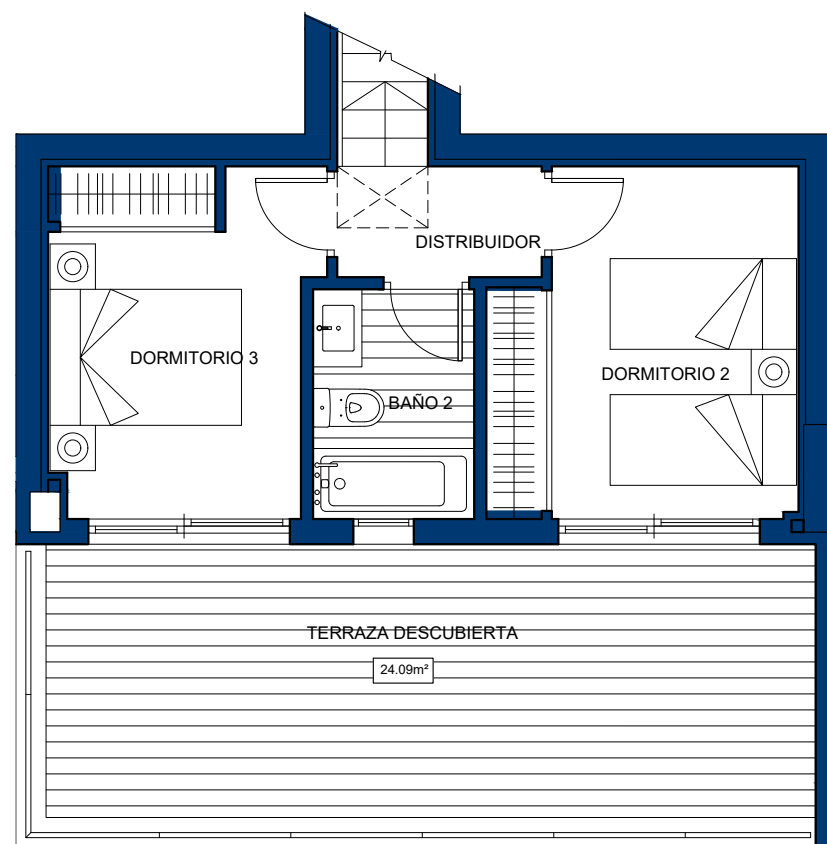 DISTRIBUIDOR
DORMITORIO 3
DORMITORIO 2
BAÑO 2
TERRAZA DESCUBIERTA
24.09m²